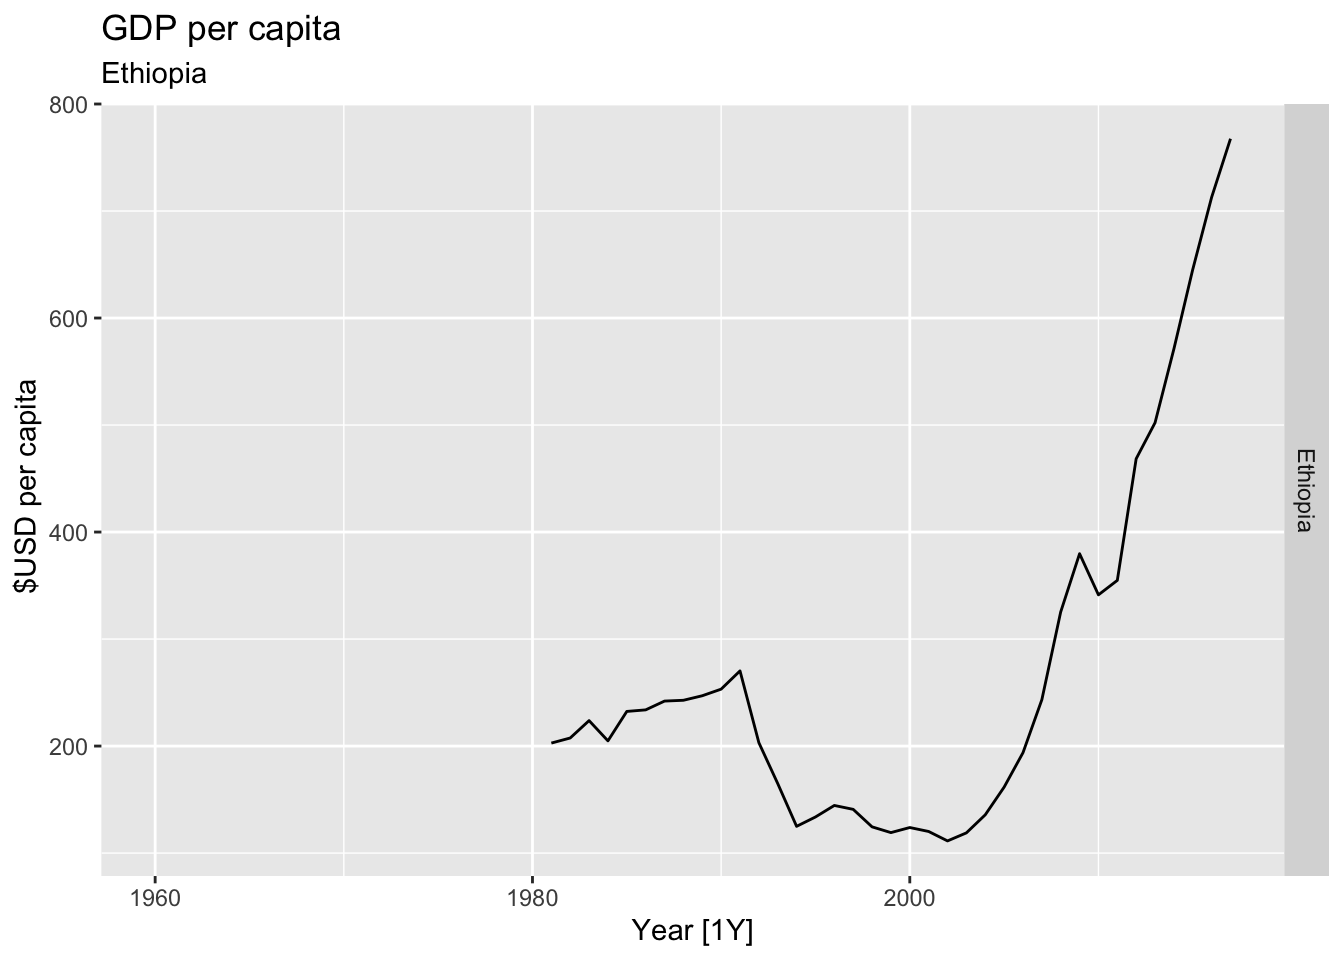 GDP per capita
Ethiopia
800
600
400
200
$USD per capita
Ethiopia
1960
1980
2000
Year [1Y]